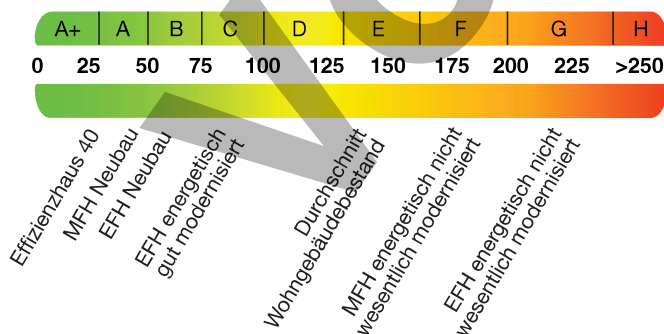 A+ A B C D E F G H
0 25 50 75 100 125 150 175 200 225 >250
Effizienzhaus 40
MFH Neubau
EFH Neubau
EFH energetisch
gut modernisiert
Durchschnitt
Wohngebäudebestand
MFH energetisch nicht
wesentlich modernisiert
EFH energetisch nicht
wesentlich modernisiert